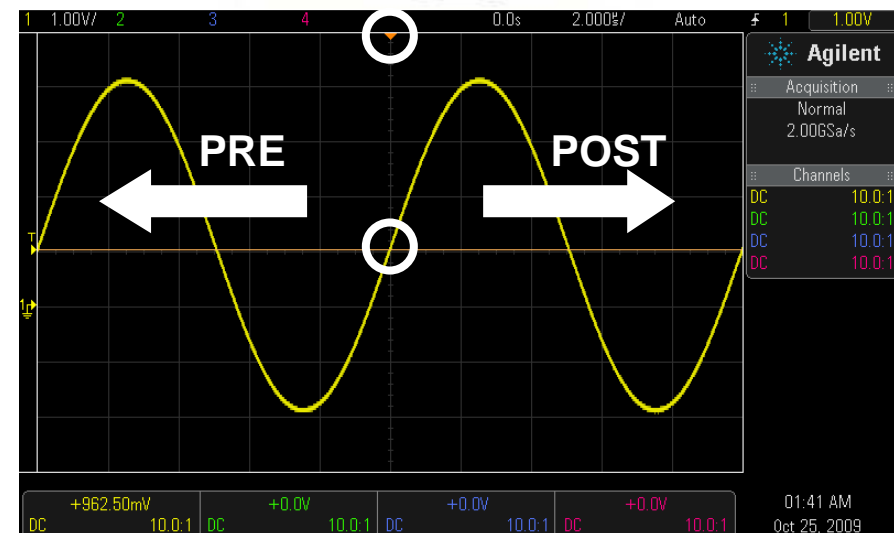 1 1.00V/ 2 3 4 0.0s 2.000㎲/ Auto 1 1.00V
Agilent
Acquisition
Normal
2.00GSa/s
PRE
POST
Channels
DC 10.0:1
DC 10.0:1
DC 10.0:1
DC 10.0:1
T
1
+962.50mV +0.0V +0.0V +0.0V
DC 10.0:1 DC 10.0:1 DC 10.0:1 DC 10.0:1
01:41 AM
Oct 25, 2009